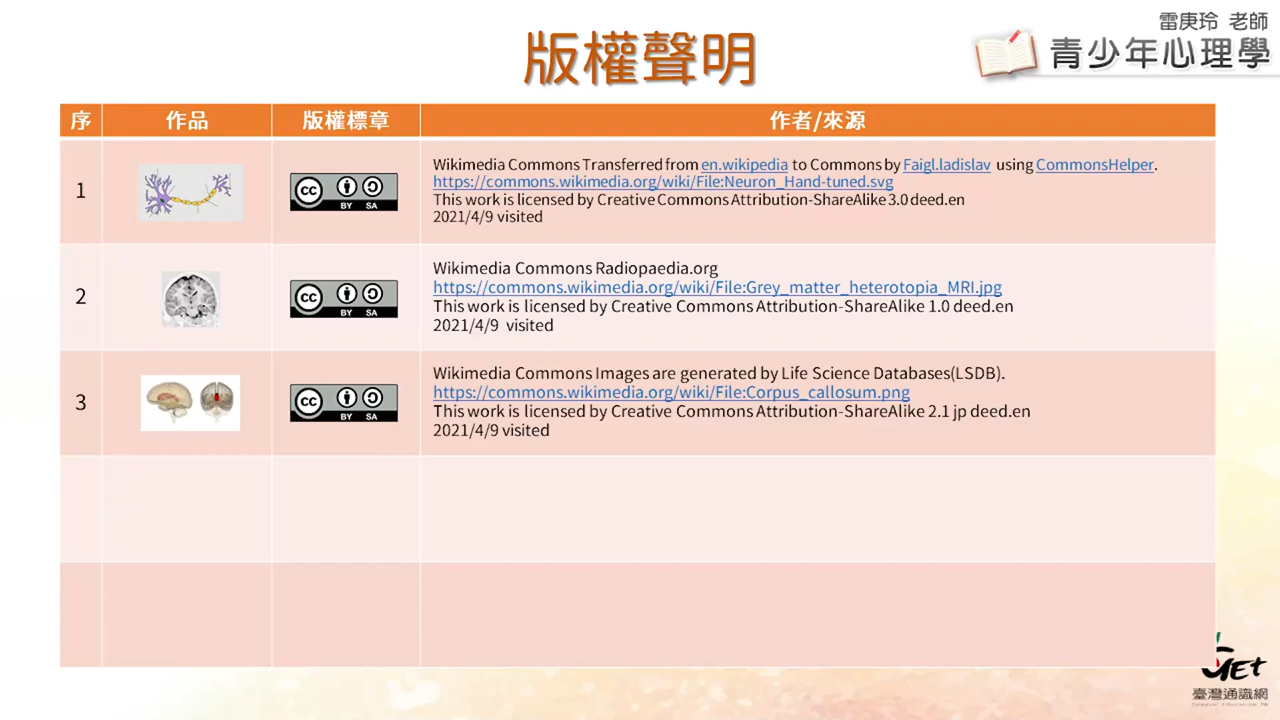 雷庚玲 老師
青少年心理學
版權聲明
序 作品 版權標章 作者/來源
1
BY SA
Wikimedia Commons Transferred from en.wikipedia to Commons by Faigl.ladislav using CommonsHelper.
https://commons.wikimedia.org/wiki/File:Neuron_Hand-tuned.svg
This work is licensed by Creative Commons Attribution-ShareAlike 3.0 deed.en
2021/4/9 visited
2
BY SA
Wikimedia Commons Radiopaedia.org
https://commons.wikimedia.org/wiki/File:Grey_matter_heterotopia_MRI.jpg
This work is licensed by Creative Commons Attribution-ShareAlike 1.0 deed.en
2021/4/9 visited
3
BY SA
Wikimedia Commons Images are generated by Life Science Databases(LSDB).
https://commons.wikimedia.org/wiki/File:Corpus_callosum.png
This work is licensed by Creative Commons Attribution-ShareAlike 2.1 jp deed.en
2021/4/9 visited
GEt
臺灣通識網